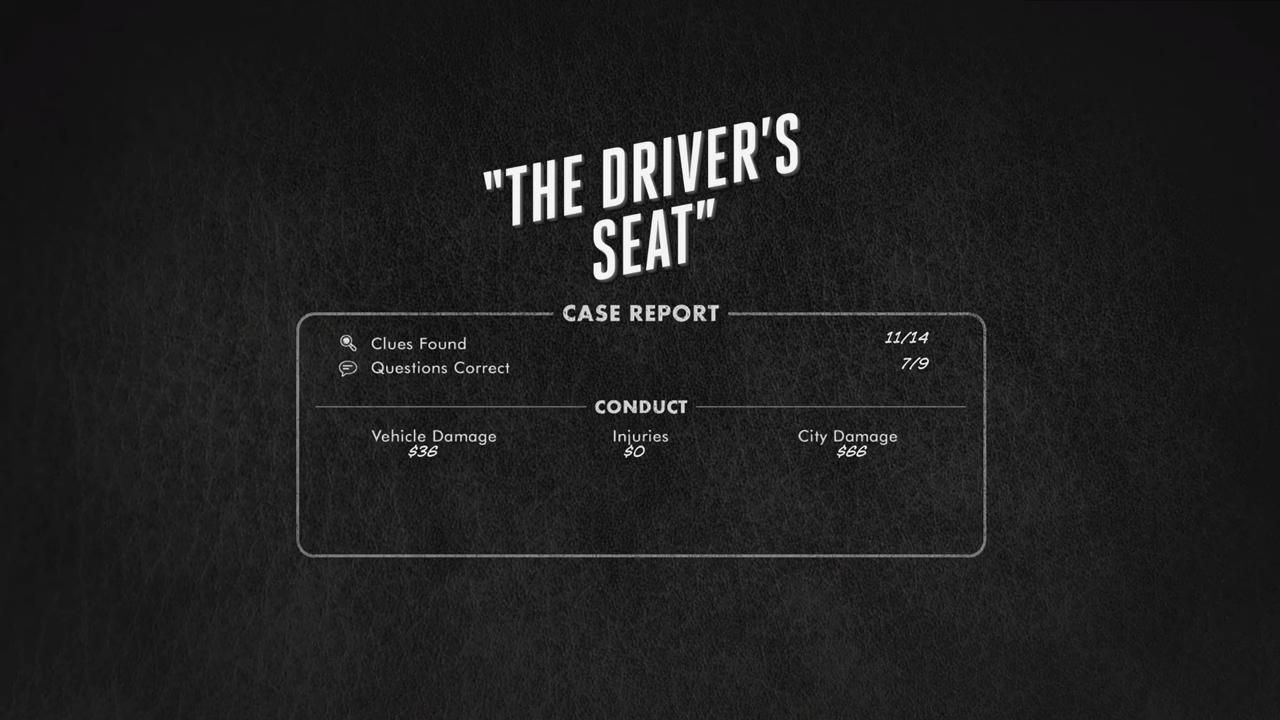 "THE DRIVER'S
SEAT"
CASE REPORT
Clues Found 11/14
Questions Correct 7/9
CONDUCT
Vehicle Damage Injuries City Damage
$36 $0 $66